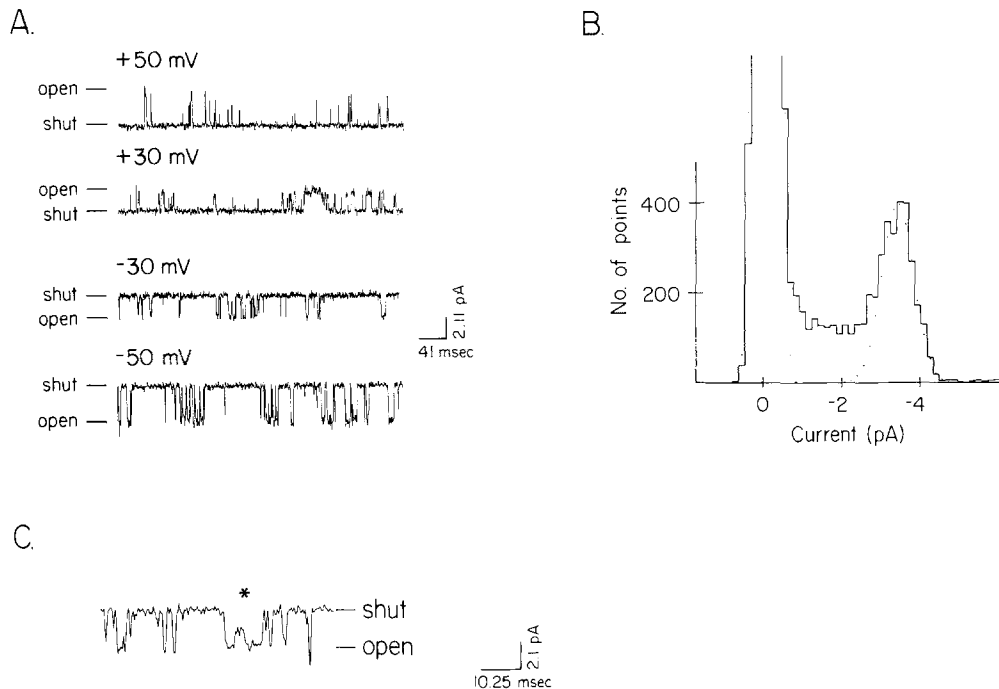 A.
+50 mV
open
shut
+30 mV
open
shut
-30 mV
shut
open
2.11 pA
41 msec
-50 mV
shut
open
B.
No. of points
400
200
0
-2
-4
Current (pA)
C.
*
shut
open
2.1 pA
10.25 msec